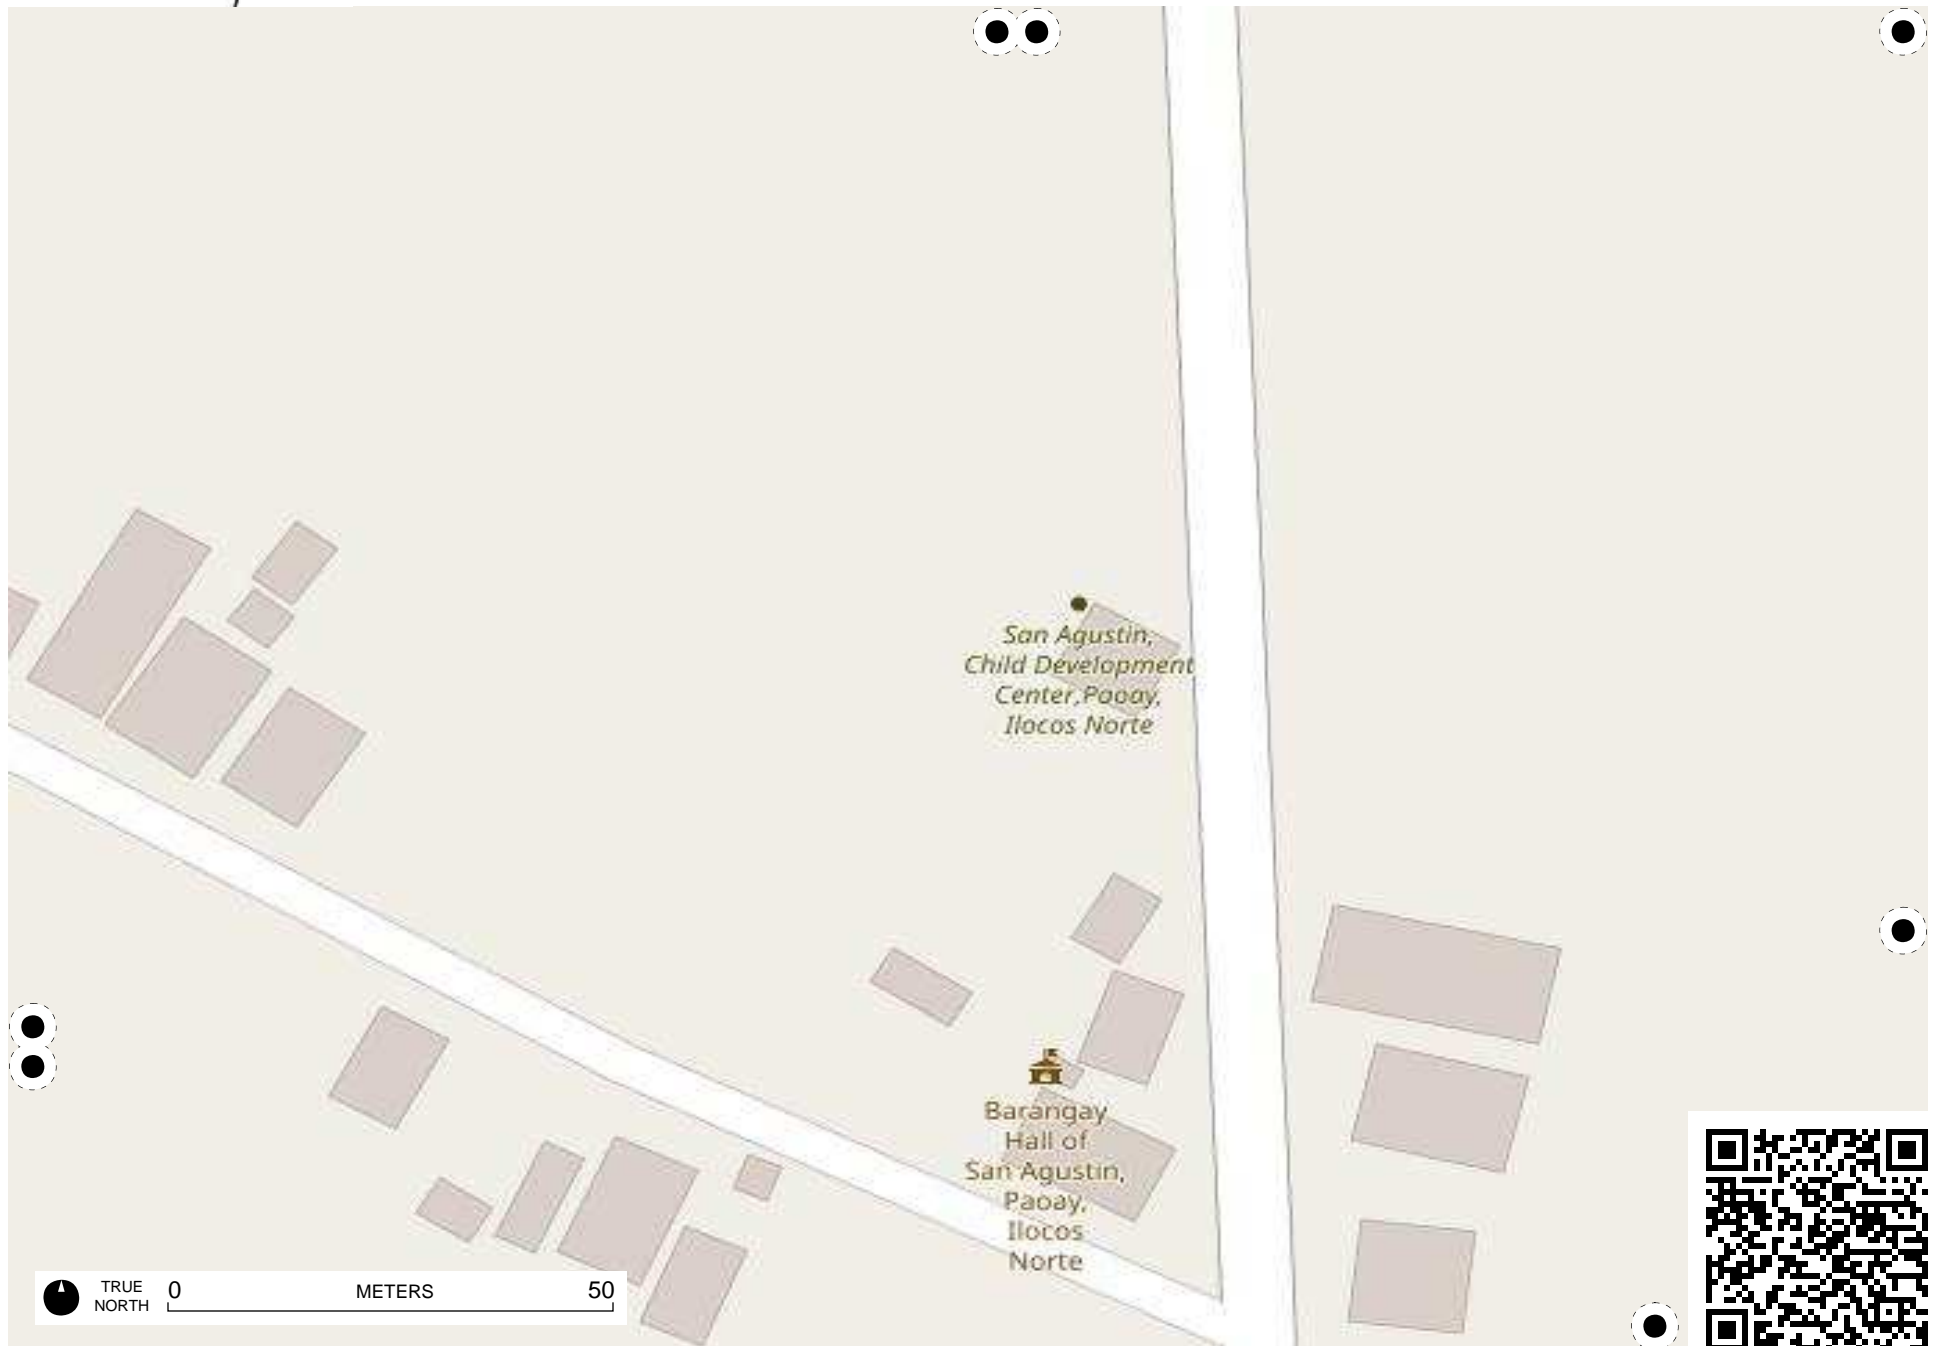 San Agustin,
Child Development
Center,Paoay,
Ilocos Norte
Barangay
Hall of
San Agustin,
Paoay,
Ilocos
Norte
TRUE
NORTH
0 METERS 50